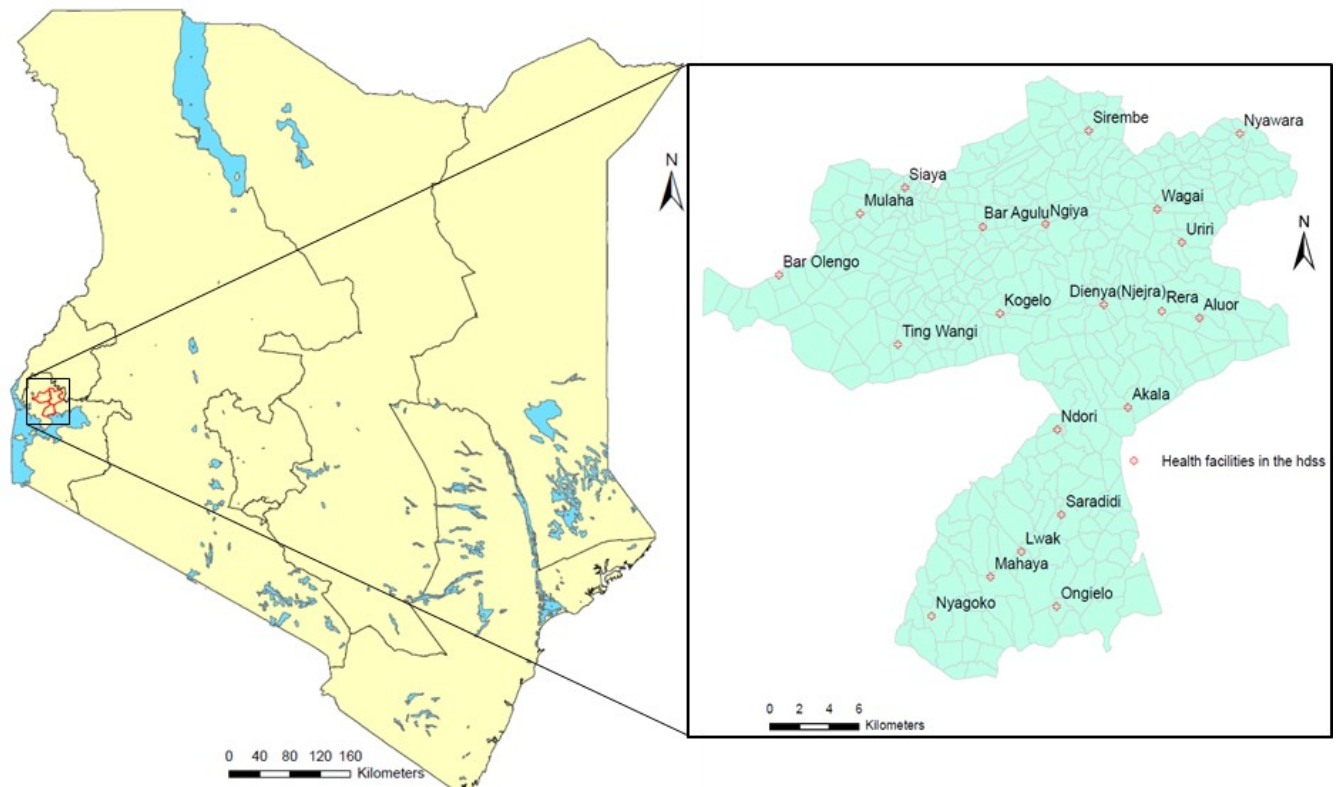 N
0 40 80 120 160
Kilometers
Sirembe
Nyawara
Siaya
Mulaha
Wagai
Bar Agulu
Ngiya
Uriri
N
Bar Olengo
Dienya(Njejra)
Rera
Aluor
Kogelo
Ting Wangi
Akala
Ndori
Health facilities in the hdss
Saradidi
Lwak
Mahaya
Nyagoko
Ongielo
0 2 4 6
Kilometers